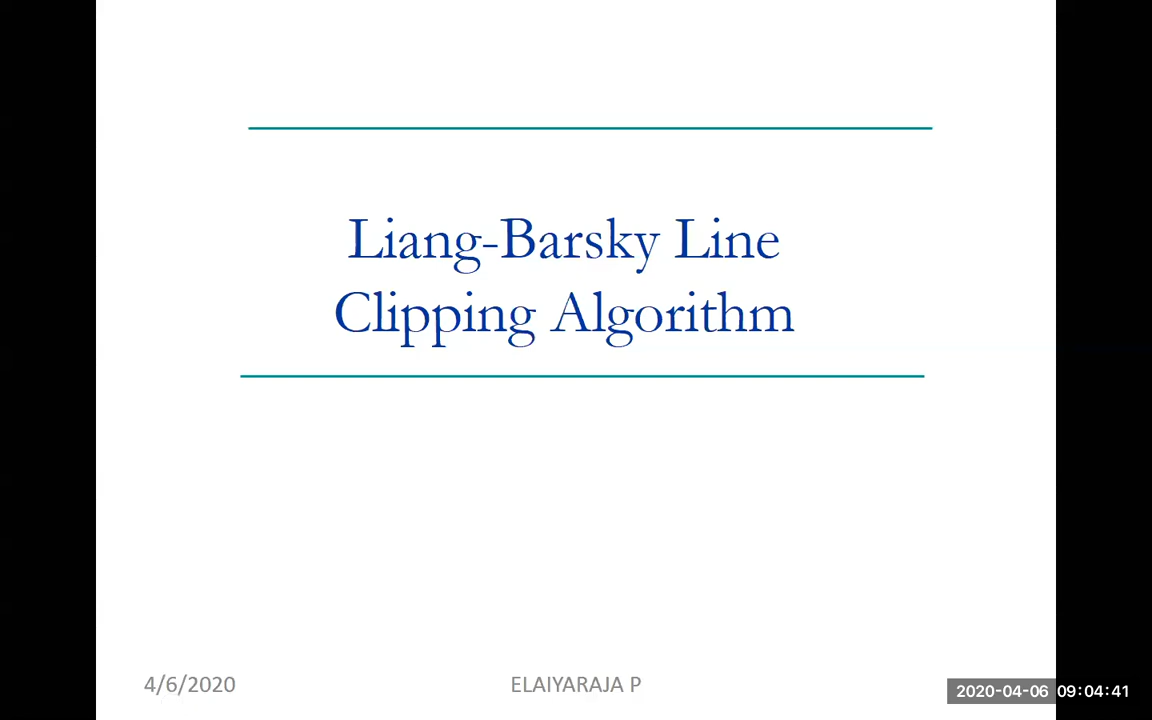 Liang-Barsky Line
Clipping Algorithm
4/6/2020
ELAIYARAJA P
2020-04-06 09:04:41